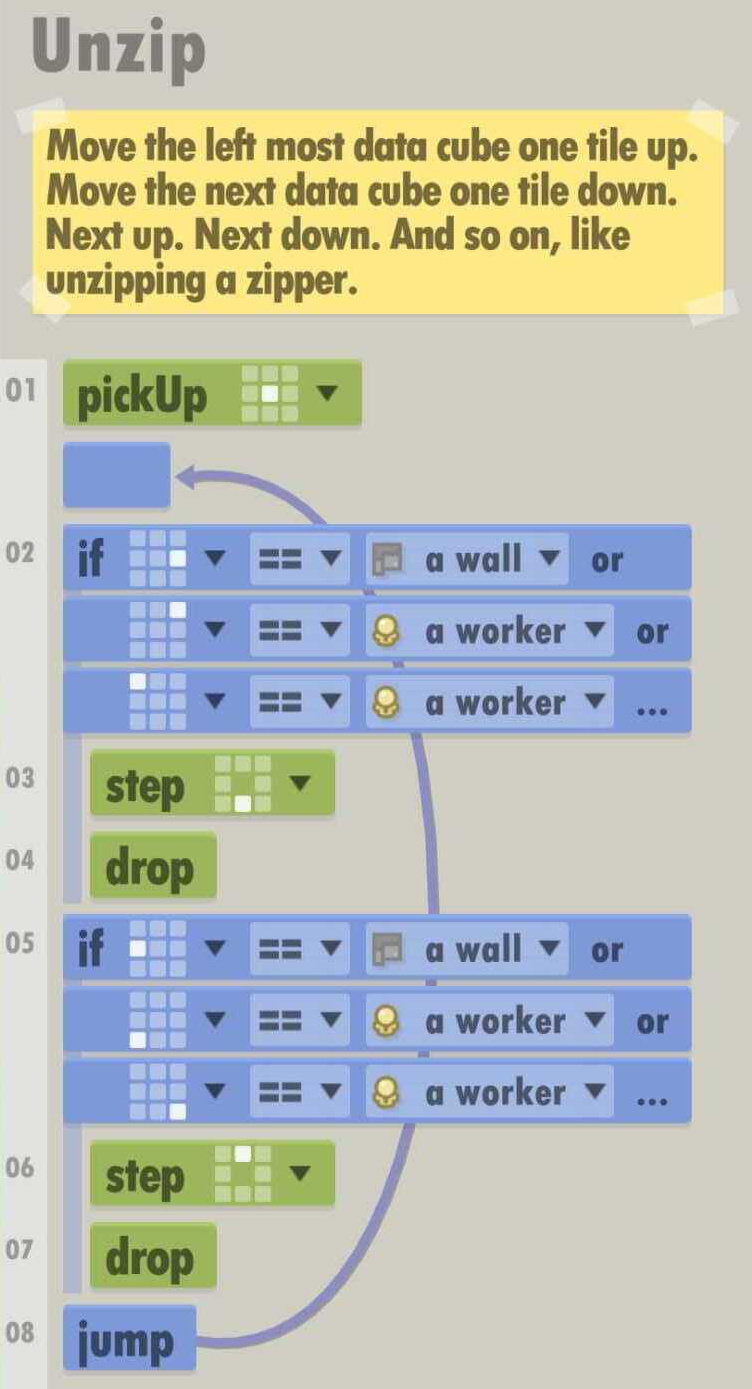 Unzip
Move the left most data cube one tile up.
Move the next data cube one tile down.
Next up. Next down. And so on, like
unzipping a zipper.
01 pickUp
02 if == a wall or
== a worker or
== a worker ...
03 step
04 drop
05 if == a wall or
== a worker or
== a worker ...
06 step
07 drop
08 jump